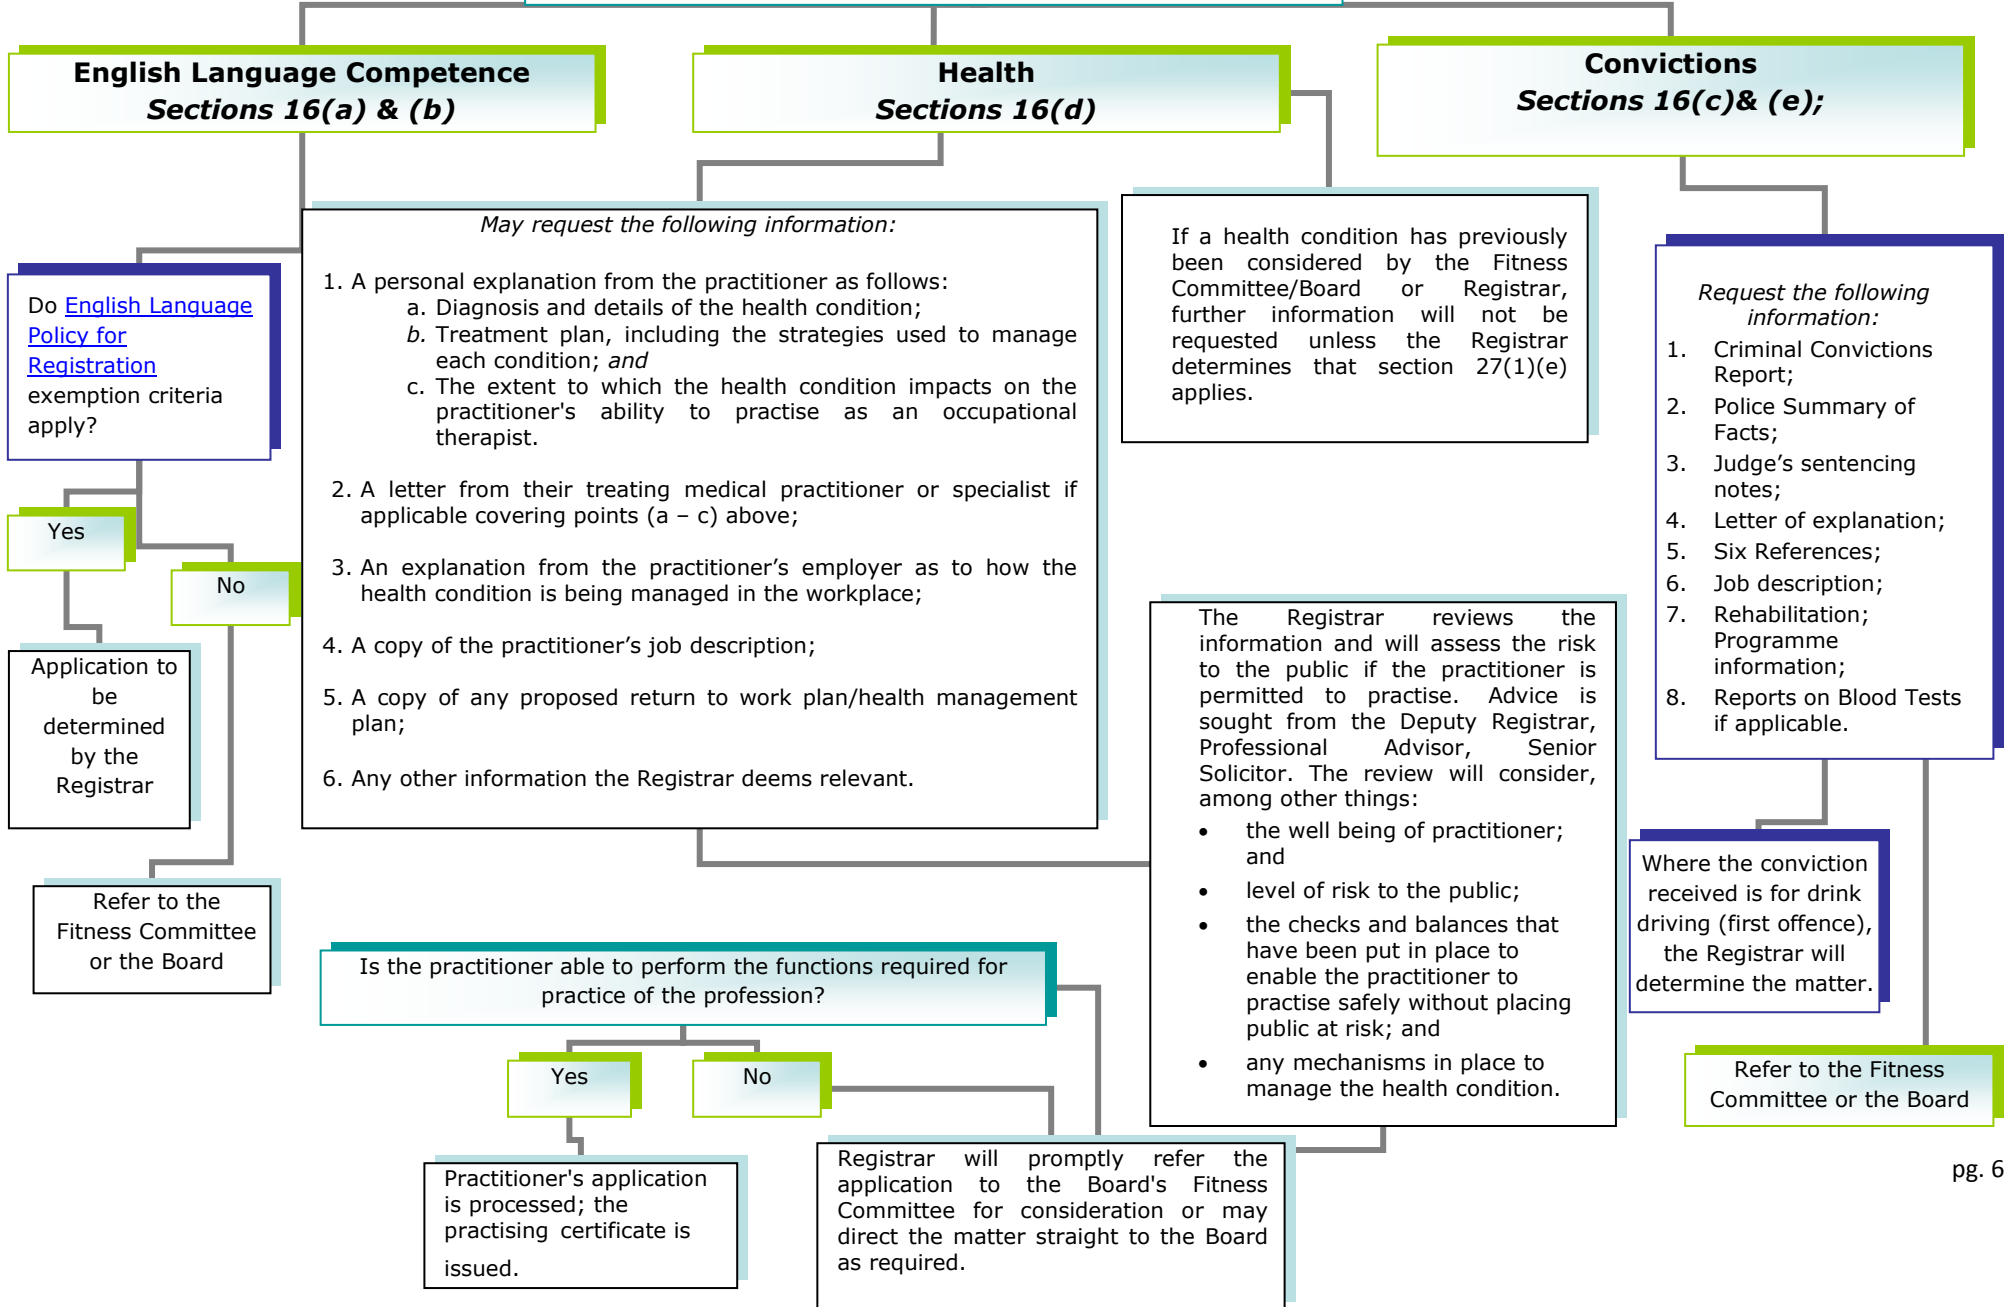 English Language Competence
Sections 16(a) & (b)
Health
Sections 16(d)
Convictions
Sections 16(c)& (e);
Do English Language
Policy for
Registration
exemption criteria
apply?
Yes
No
Application to
be
determined
by the
Registrar
Refer to the
Fitness Committee
or the Board
May request the following information:
1. A personal explanation from the practitioner as follows:
a. Diagnosis and details of the health condition;
b. Treatment plan, including the strategies used to manage
each condition; and
c. The extent to which the health condition impacts on the
practitioner's ability to practise as an occupational
therapist.
2. A letter from their treating medical practitioner or specialist if
applicable covering points (a – c) above;
3. An explanation from the practitioner’s employer as to how the
health condition is being managed in the workplace;
4. A copy of the practitioner’s job description;
5. A copy of any proposed return to work plan/health management
plan;
6. Any other information the Registrar deems relevant.
If a health condition has previously
been considered by the Fitness
Committee/Board or Registrar,
further information will not be
requested unless the Registrar
determines that section 27(1)(e)
applies.
The Registrar reviews the
information and will assess the risk
to the public if the practitioner is
permitted to practise. Advice is
sought from the Deputy Registrar,
Professional Advisor, Senior
Solicitor. The review will consider,
among other things:
• the well being of practitioner;
and
• level of risk to the public;
• the checks and balances that
have been put in place to
enable the practitioner to
practise safely without placing
public at risk; and
• any mechanisms in place to
manage the health condition.
Is the practitioner able to perform the functions required for
practice of the profession?
Yes
No
Practitioner's application
is processed; the
practising certificate is
issued.
Registrar will promptly refer the
application to the Board's Fitness
Committee for consideration or may
direct the matter straight to the Board
as required.
Request the following
information:
1. Criminal Convictions
Report;
2. Police Summary of
Facts;
3. Judge’s sentencing
notes;
4. Letter of explanation;
5. Six References;
6. Job description;
7. Rehabilitation;
Programme
information;
8. Reports on Blood Tests
if applicable.
Where the conviction
received is for drink
driving (first offence),
the Registrar will
determine the matter.
Refer to the Fitness
Committee or the Board
pg. 6